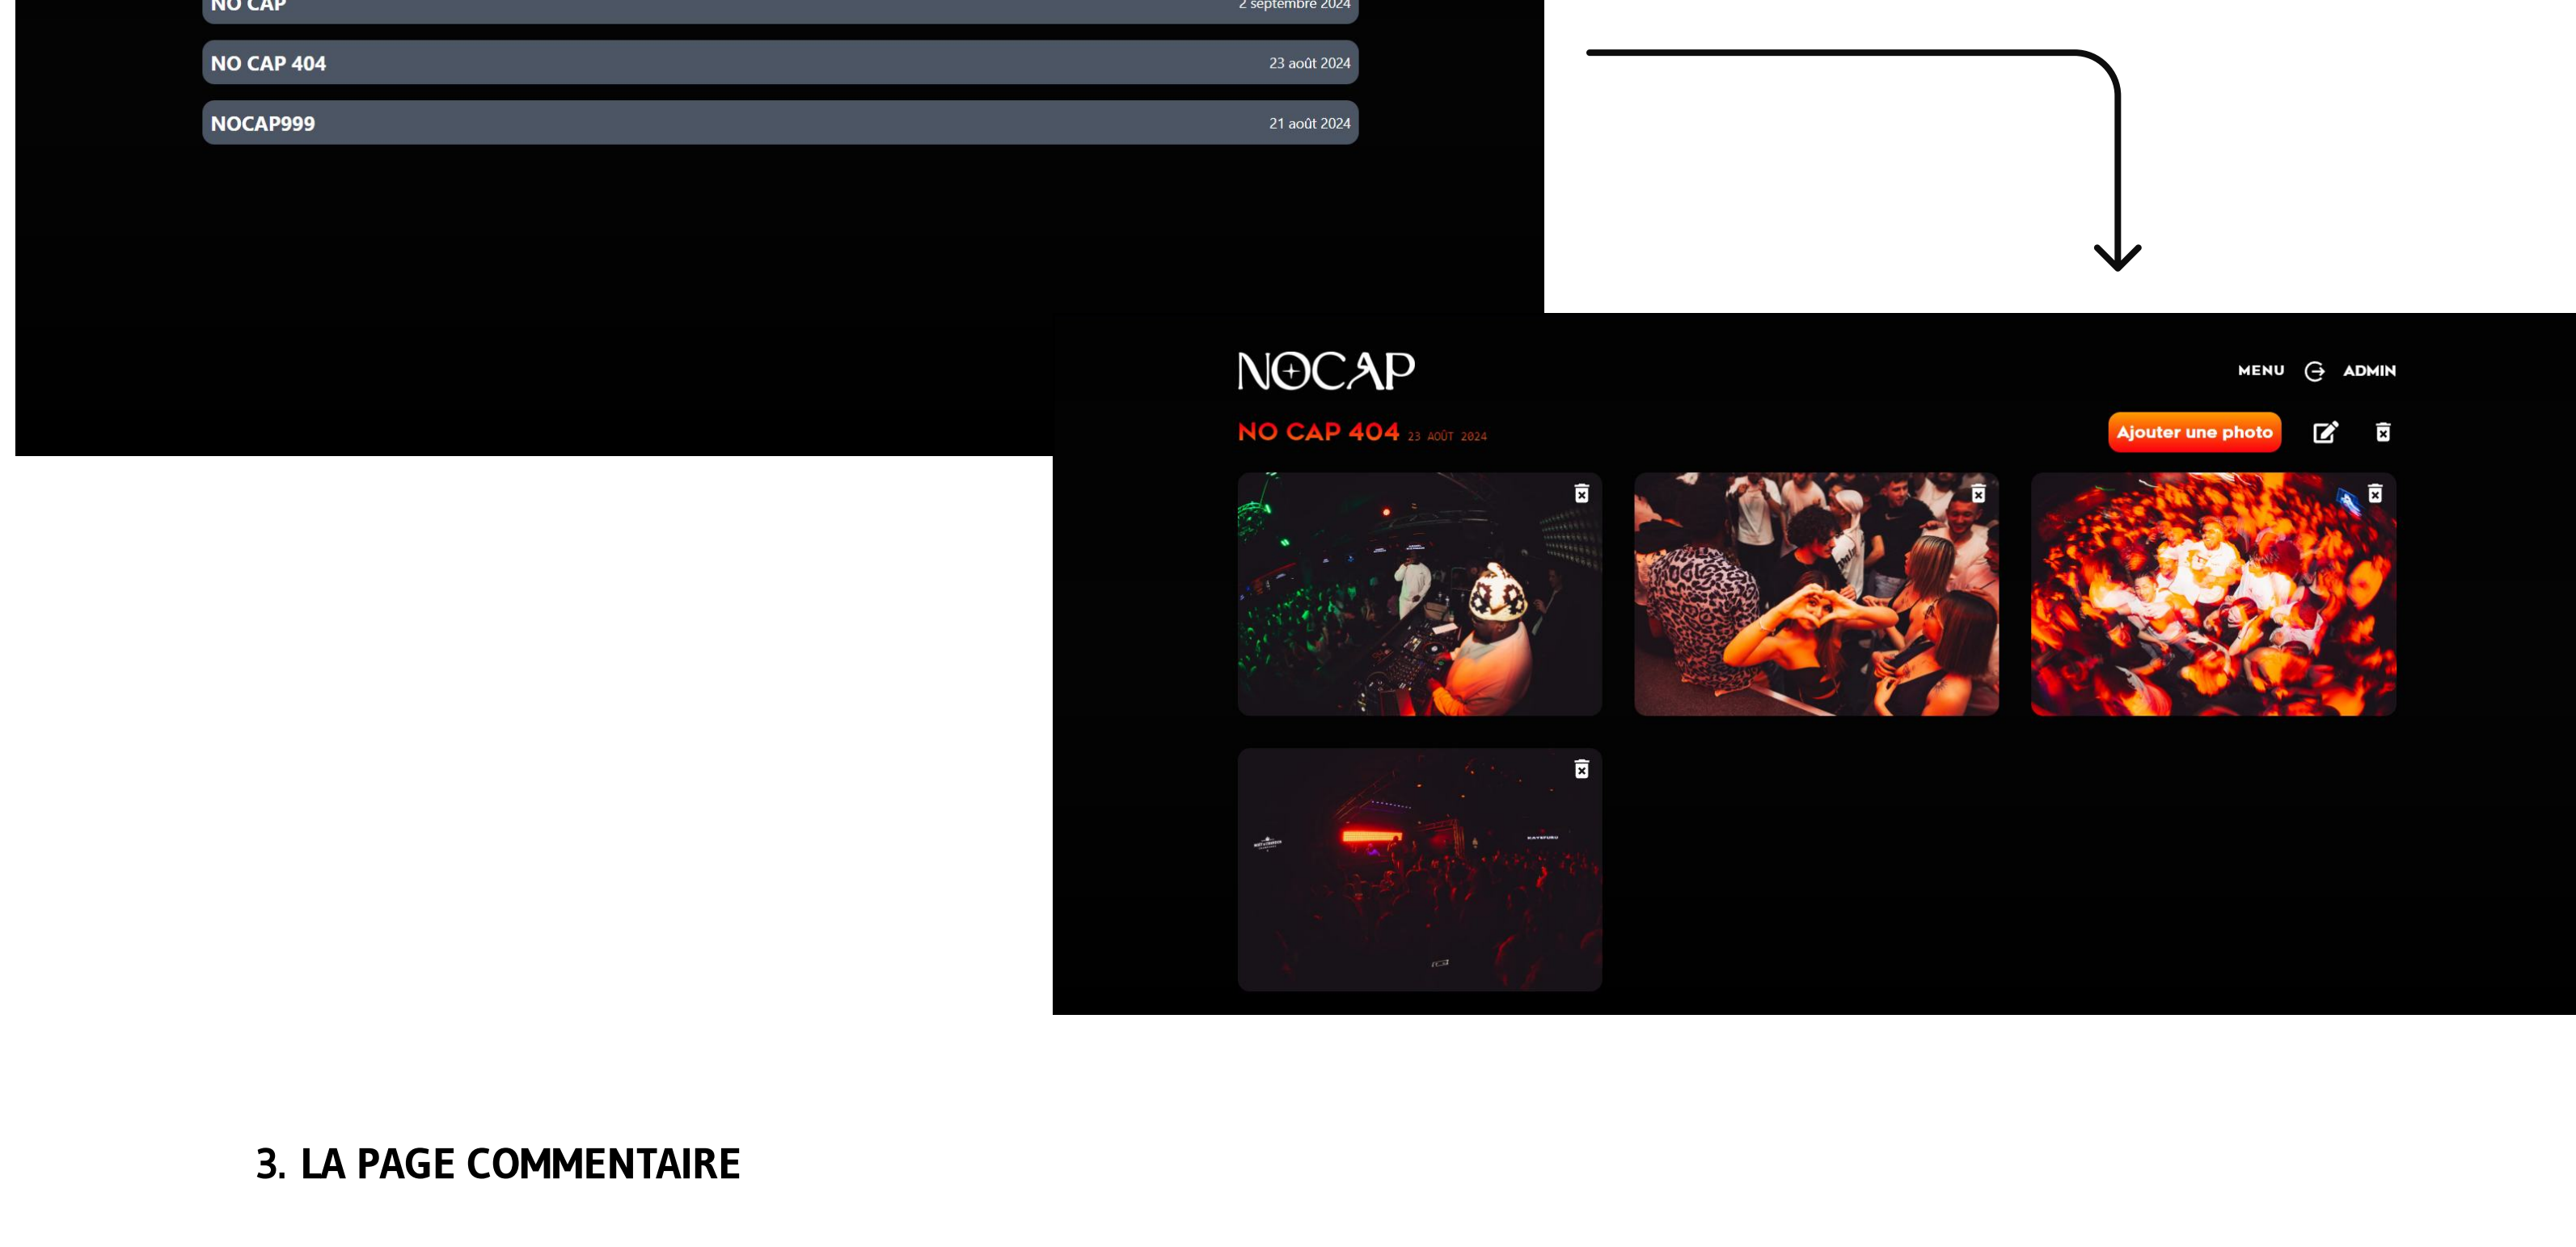 NO CAP
2 septembre 2024
NO CAP 404
23 août 2024
NOCAP999
21 août 2024
NOCAP
MENU
ADMIN
NO CAP 404 23 AOÛT 2024
Ajouter une photo
3. LA PAGE COMMENTAIRE